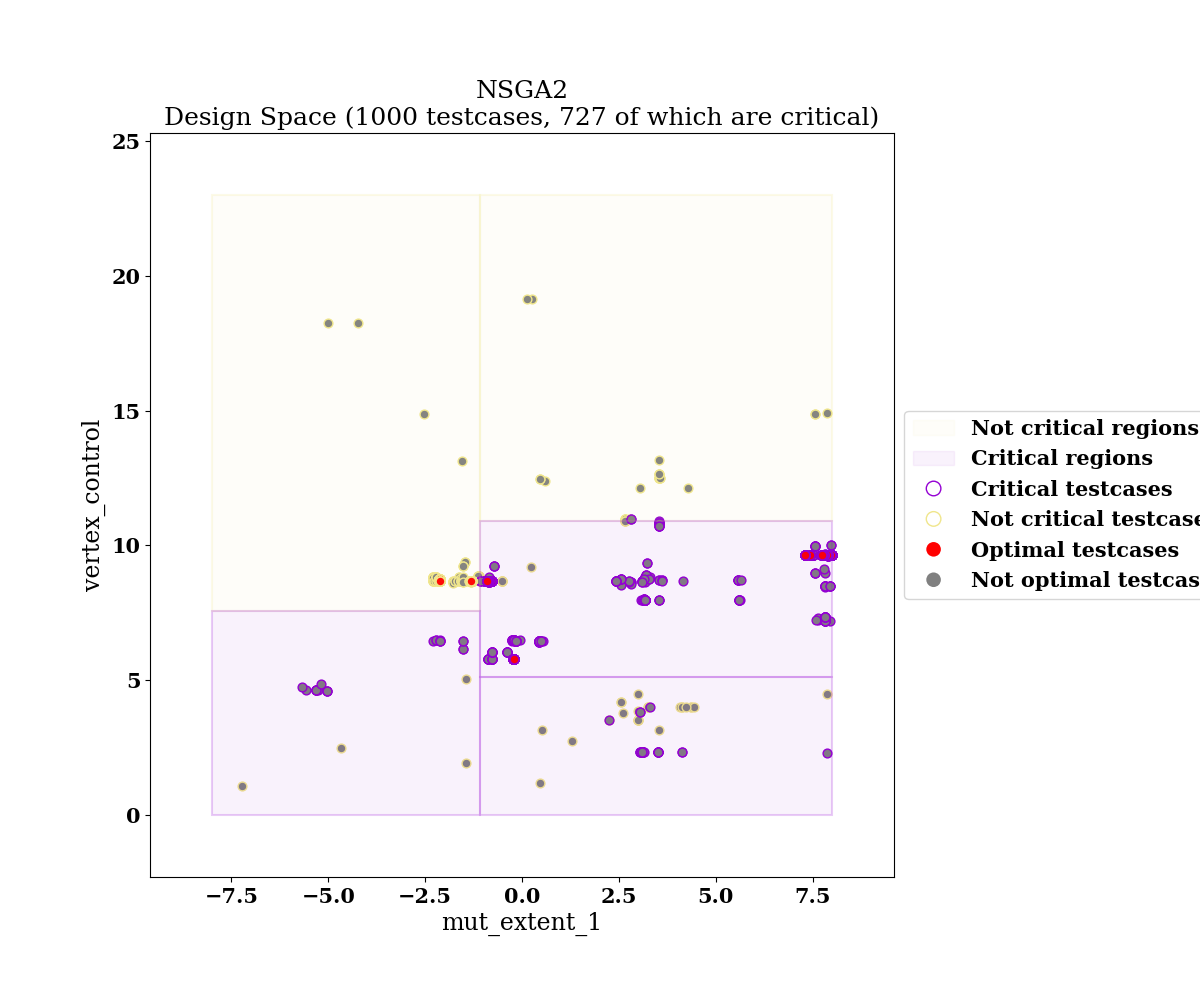 NSGA2
Design Space (1000 testcases, 727 of which are critical)
25
20
15
10
5
0
vertex_control
−7.5 −5.0 −2.5 0.0 2.5 5.0 7.5
mut_extent_1
Not critical regions
Critical regions
Critical testcases
Not critical testcase
Optimal testcases
Not optimal testcas